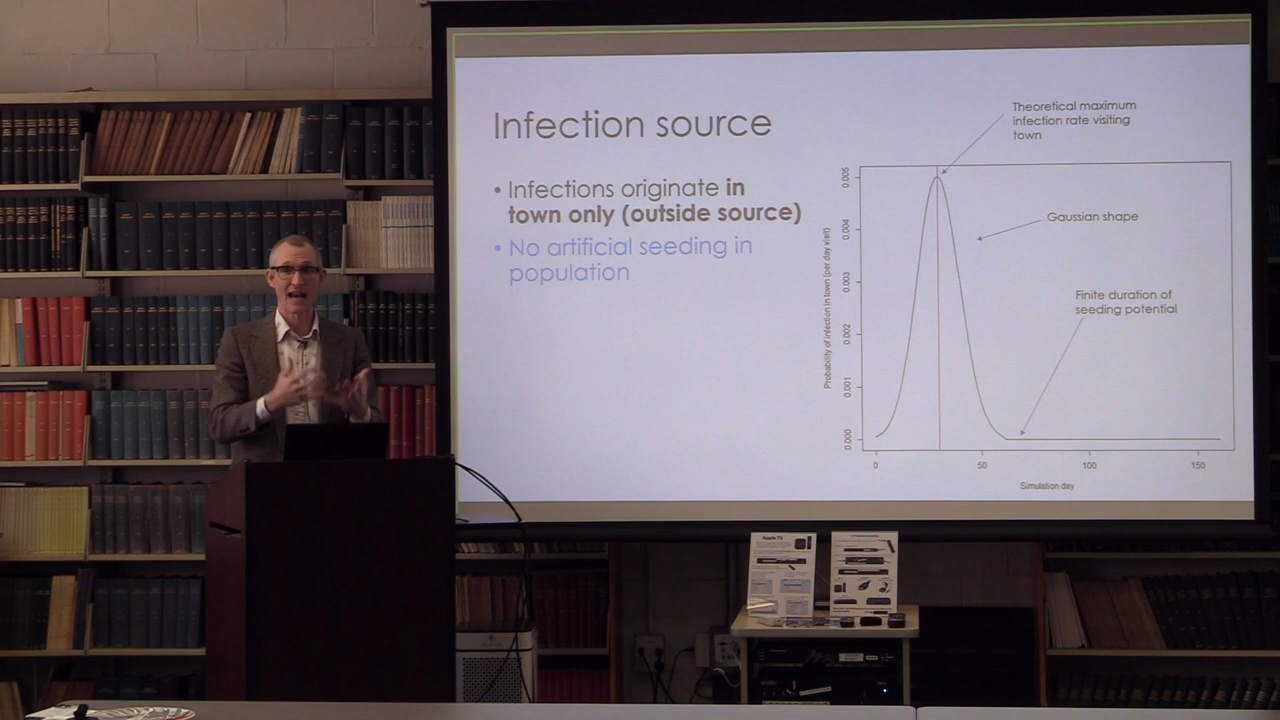 Infection source
• Infections originate in
town only (outside source)
• No artificial seeding in
population
Theoretical maximum
infection rate visiting
town
Gaussian shape
Finite duration of
seeding potential
Probability of infection in town (per day visit)
0.005
0.004
0.003
0.002
0.001
0.000
0
50
100
150
Simulation day
Apple TV